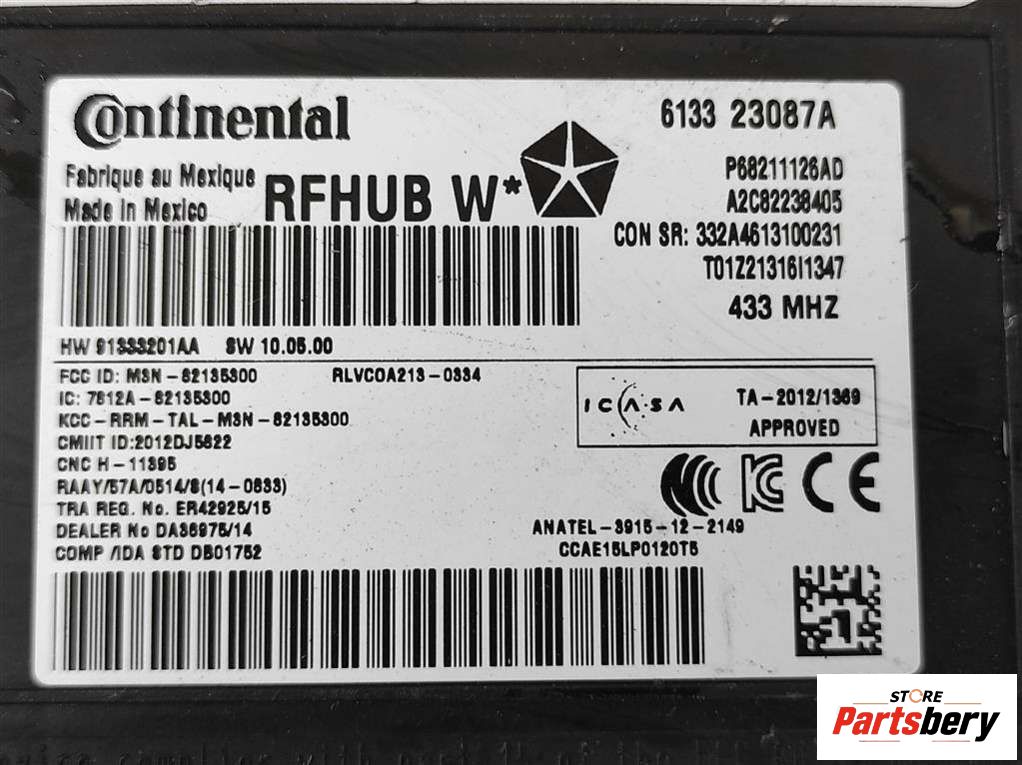 Continental
6133 23087A
Fabrique au Mexique
Made in Mexico
RFHUB W*
P68211126AD
A2C82238405
CON SR: 332A4613100231
T01Z21316I1347
433 MHZ
HW 91333201AA SW 10.05.00
FCC ID: M3N-82135300 RLVCOA213-0334
IC: 7812A-82135300
KCC-RRM-TAL-M3N-82135300
CMIIT ID:2012DJ5622
CNC H-11395
RAAY/57A/0514/S(14-0633)
TRA REG. No. ER42925/15
DEALER No DA36975/14
COMP /IDA STD DB01752
ICASA
TA-2012/1369
APPROVED
CE
ANATEL-3915-12-2149
CCAE15LP0120T5
STORE
Partsbery